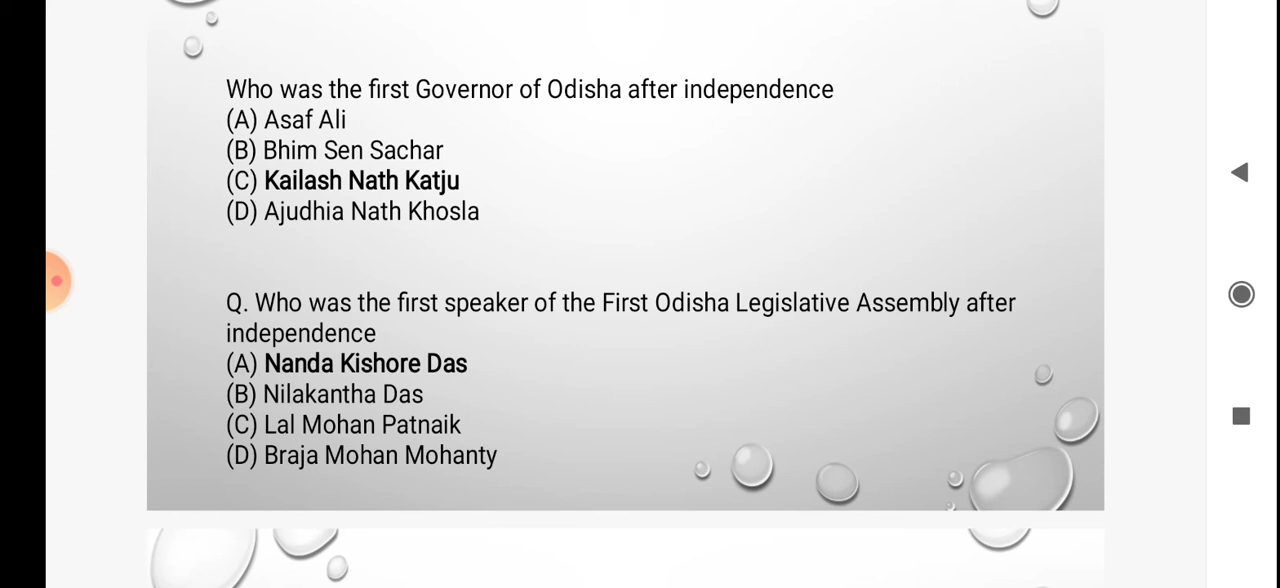 Who was the first Governor of Odisha after independence
(A) Asaf Ali
(B) Bhim Sen Sachar
(C) Kailash Nath Katju
(D) Ajudhia Nath Khosla
Q. Who was the first speaker of the First Odisha Legislative Assembly after
independence
(A) Nanda Kishore Das
(B) Nilakantha Das
(C) Lal Mohan Patnaik
(D) Braja Mohan Mohanty